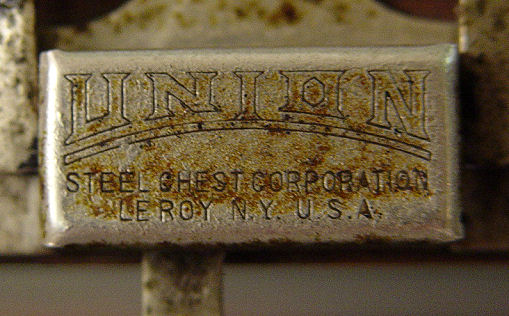 UNION
STEEL CHEST CORPORATION
LE ROY N.Y. U.S.A.